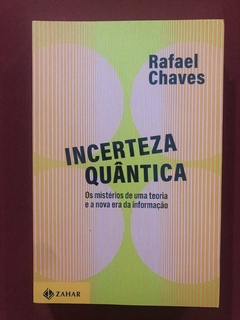 Rafael
Chaves
INCERTEZA
QUÂNTICA
Os mistérios de uma teoria
e a nova era da informação
ZAHAR